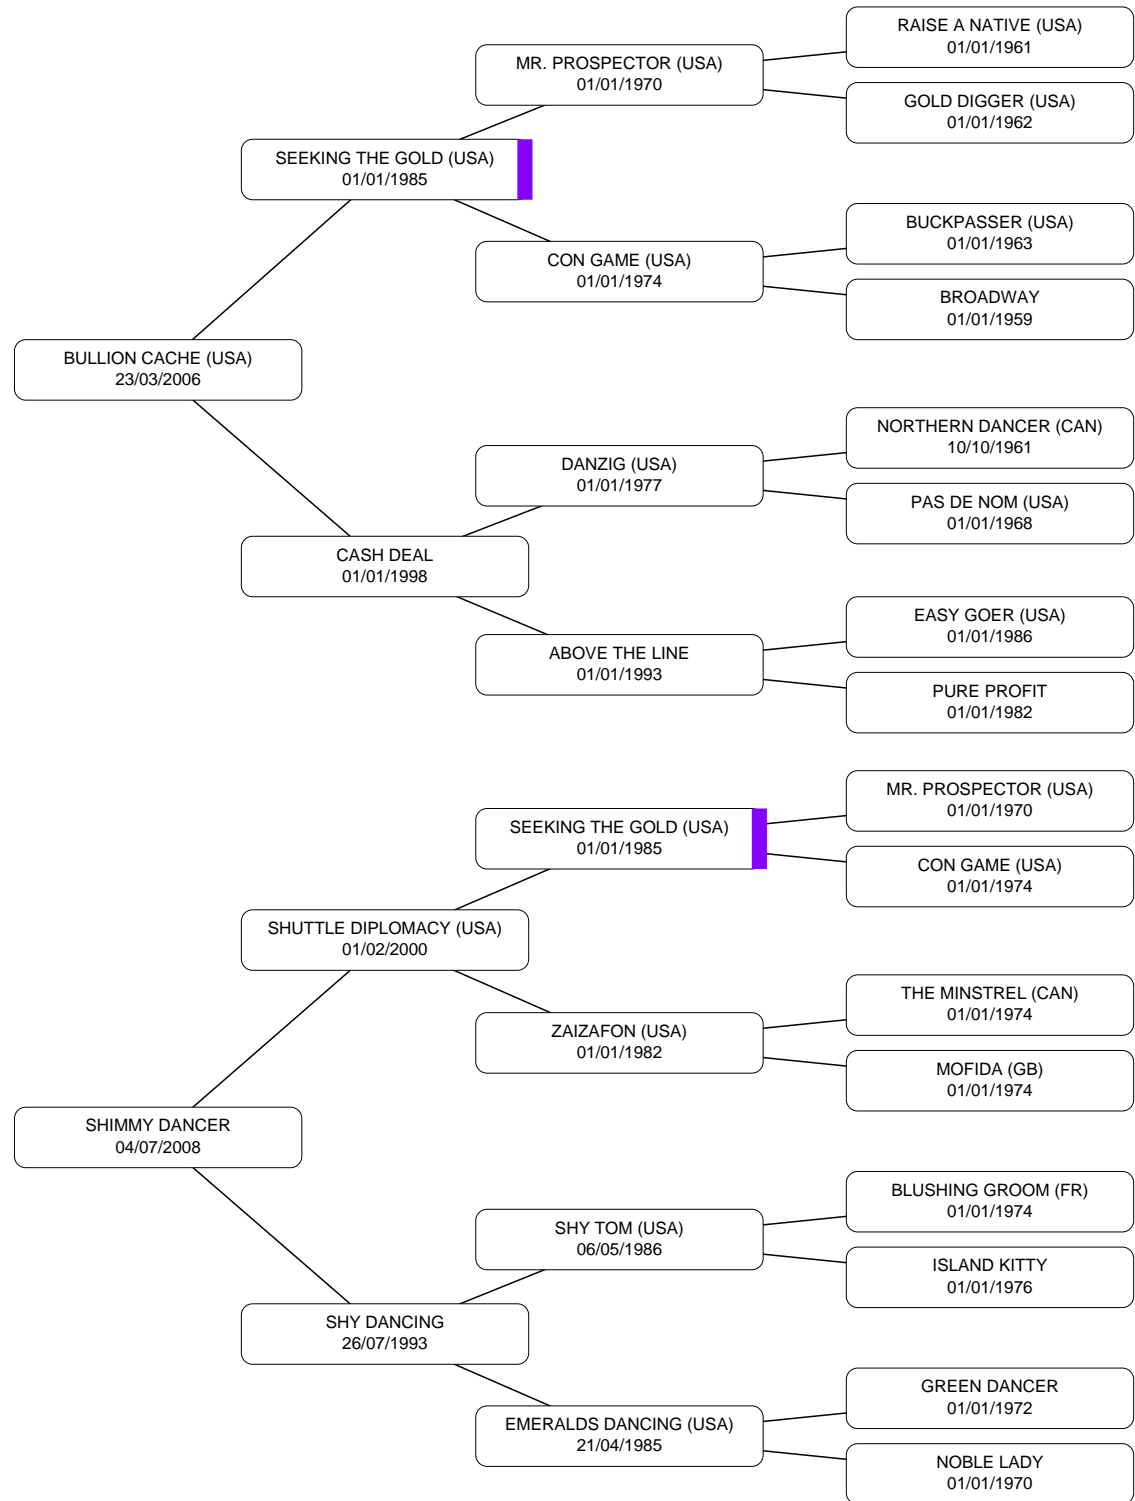 RAISE A NATIVE (USA)
01/01/1961
MR. PROSPECTOR (USA)
01/01/1970
GOLD DIGGER (USA)
01/01/1962
SEEKING THE GOLD (USA)
01/01/1985
BUCKPASSER (USA)
01/01/1963
CON GAME (USA)
01/01/1974
BROADWAY
01/01/1959
BULLION CACHE (USA)
23/03/2006
NORTHERN DANCER (CAN)
10/10/1961
DANZIG (USA)
01/01/1977
PAS DE NOM (USA)
01/01/1968
CASH DEAL
01/01/1998
EASY GOER (USA)
01/01/1986
ABOVE THE LINE
01/01/1993
PURE PROFIT
01/01/1982
MR. PROSPECTOR (USA)
01/01/1970
SEEKING THE GOLD (USA)
01/01/1985
CON GAME (USA)
01/01/1974
SHUTTLE DIPLOMACY (USA)
01/02/2000
THE MINSTREL (CAN)
01/01/1974
ZAIZAFON (USA)
01/01/1982
MOFIDA (GB)
01/01/1974
SHIMMY DANCER
04/07/2008
BLUSHING GROOM (FR)
01/01/1974
SHY TOM (USA)
06/05/1986
ISLAND KITTY
01/01/1976
SHY DANCING
26/07/1993
GREEN DANCER
01/01/1972
EMERALDS DANCING (USA)
21/04/1985
NOBLE LADY
01/01/1970